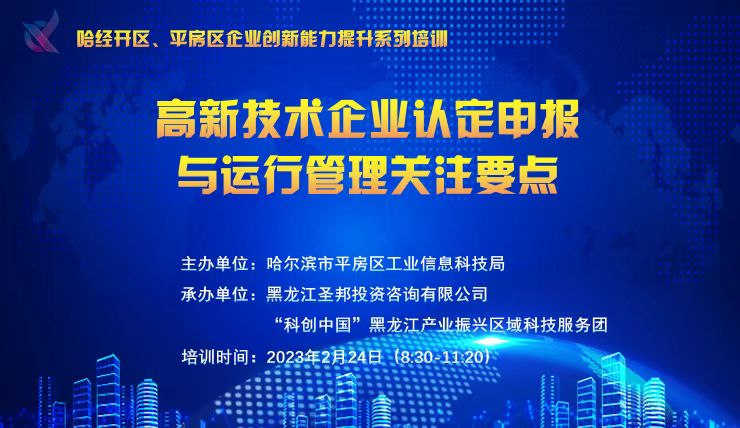 哈经开区、平房区企业创新能力提升系列培训
高新技术企业认定申报
与运行管理关注要点
主办单位：哈尔滨市平房区工业信息科技局
承办单位：黑龙江圣邦投资咨询有限公司
“科创中国”黑龙江产业振兴区域科技服务团
培训时间：2023年2月24日（8:30-11:20）